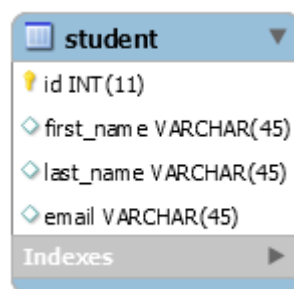 student
id INT(11)
first_name VARCHAR(45)
last_name VARCHAR(45)
email VARCHAR(45)
Indexes